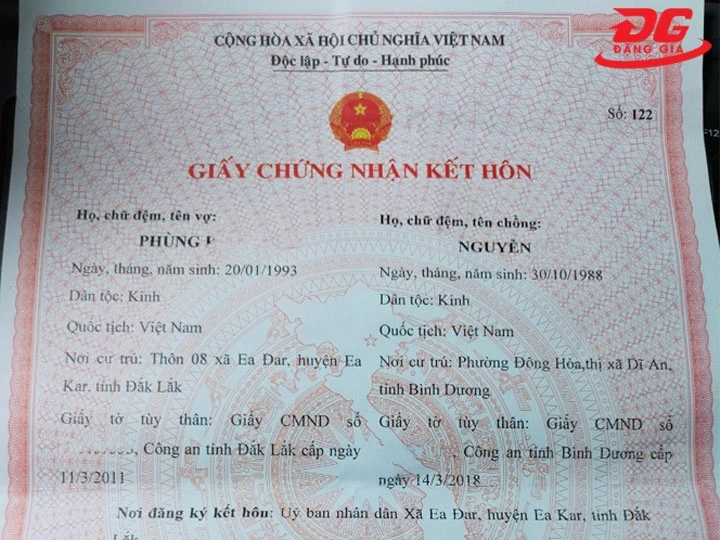 ĐG
ĐẶNG GIA
CỘNG HÒA XÃ HỘI CHỦ NGHĨA VIỆT NAM
Độc lập - Tự do - Hạnh phúc
Số: 122
F12
GIẤY CHỨNG NHẬN KẾT HÔN
Họ, chữ đệm, tên vợ:
PHÙNG
Ngày, tháng, năm sinh: 20/01/1993
Dân tộc: Kinh
Quốc tịch: Việt Nam
Nơi cư trú: Thôn 08 xã Ea Đar, huyện Ea
Kar. tỉnh Đắk Lắk
Giấy tờ tùy thân: Giấy CMND số
, Công an tỉnh Đắk Lắk cấp ngày
11/3/2011
Họ, chữ đệm, tên chồng:
NGUYỄN
Ngày, tháng, năm sinh: 30/10/1988
Dân tộc: Kinh
Quốc tịch: Việt Nam
Nơi cư trú: Phường Đông Hòa,thị xã Dĩ An,
tỉnh Bình Dương
Giấy tờ tùy thân: Giấy CMND số
, Công an tỉnh Bình Dương cấp
ngày 14/3/2018
Nơi đăng ký kết hôn: Uỷ ban nhân dân Xã Ea Đar, huyện Ea Kar, tỉnh Đắk
Lắk